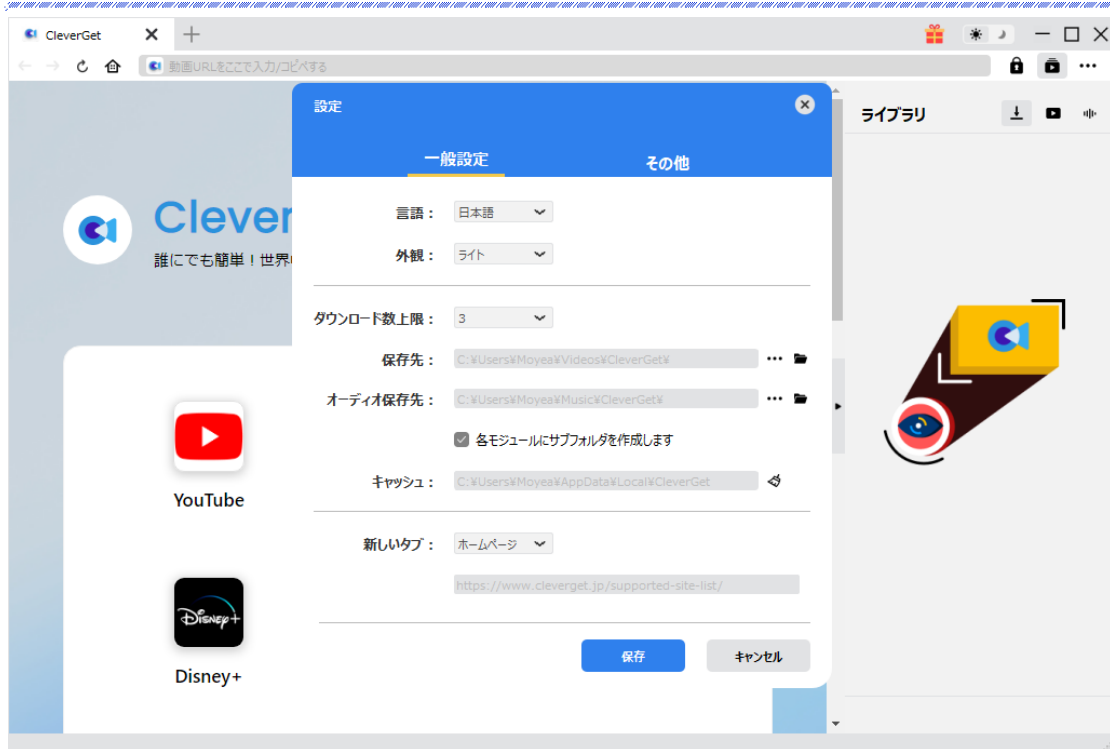 CleverGet
動画URLをここで入力/コピペする
設定
一般設定
その他
ライブラリ
Clever
誰にでも簡単！世界
言語：
日本語
外観：
ライト
ダウンロード数上限：
3
保存先：
C:¥Users¥Moyea¥Videos¥CleverGet¥
オーディオ保存先：
C:¥Users¥Moyea¥Music¥CleverGet¥
各モジュールにサブフォルダを作成します
キャッシュ：
C:¥Users¥Moyea¥AppData¥Local¥CleverGet
新しいタブ：
ホームページ
https://www.cleverget.jp/supported-site-list/
保存
キャンセル
YouTube
Disney+
Disney+